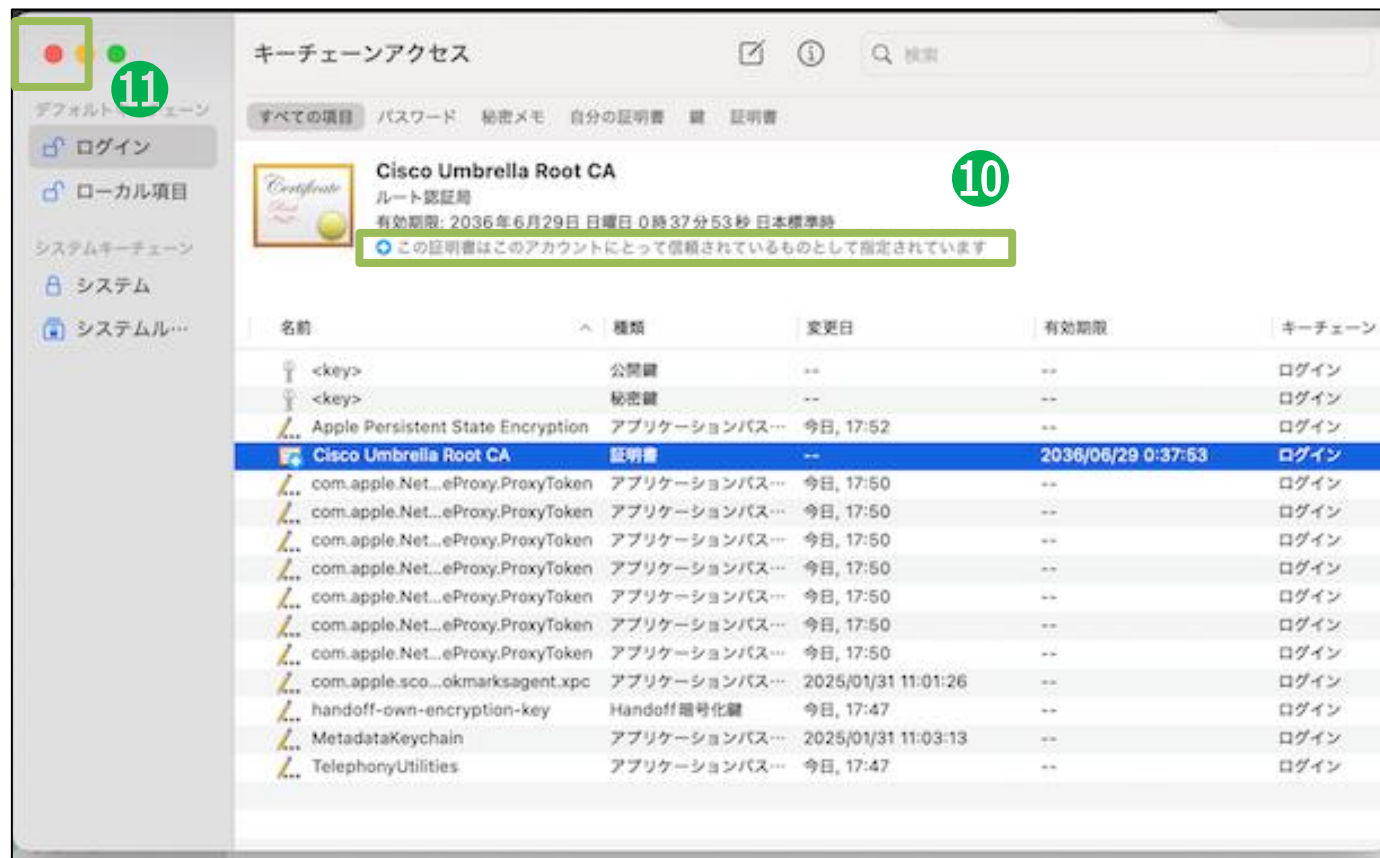 キーチェーンアクセス
検索
⑪
デフォルトキーチェーン
すべての項目 パスワード 秘密メモ 自分の証明書 鍵 証明書
ログイン
ローカル項目
システムキーチェーン
システム
システムル…
Certificate
Cisco Umbrella Root CA
⑩
ルート認証局
有効期限: 2036年6月29日 日曜日 0時37分53秒 日本標準時
この証明書はこのアカウントにとって信頼されているものとして指定されています
名前 種類 変更日 有効期限 キーチェーン
<key> 公開鍵 -- -- ログイン
<key> 秘密鍵 -- -- ログイン
Apple Persistent State Encryption アプリケーションパス… 今日, 17:52 -- ログイン
Cisco Umbrella Root CA 証明書 -- 2036/06/29 0:37:53 ログイン
com.apple.Net...eProxy.ProxyToken アプリケーションパス… 今日, 17:50 -- ログイン
com.apple.Net...eProxy.ProxyToken アプリケーションパス… 今日, 17:50 -- ログイン
com.apple.Net...eProxy.ProxyToken アプリケーションパス… 今日, 17:50 -- ログイン
com.apple.Net...eProxy.ProxyToken アプリケーションパス… 今日, 17:50 -- ログイン
com.apple.Net...eProxy.ProxyToken アプリケーションパス… 今日, 17:50 -- ログイン
com.apple.Net...eProxy.ProxyToken アプリケーションパス… 今日, 17:50 -- ログイン
com.apple.Net...eProxy.ProxyToken アプリケーションパス… 今日, 17:50 -- ログイン
com.apple.sco...okmarksagent.xpc アプリケーションパス… 2025/01/31 11:01:26 -- ログイン
handoff-own-encryption-key Handoff暗号化鍵 今日, 17:47 -- ログイン
MetadataKeychain アプリケーションパス… 2025/01/31 11:03:13 -- ログイン
TelephonyUtilities アプリケーションパス… 今日, 17:47 -- ログイン